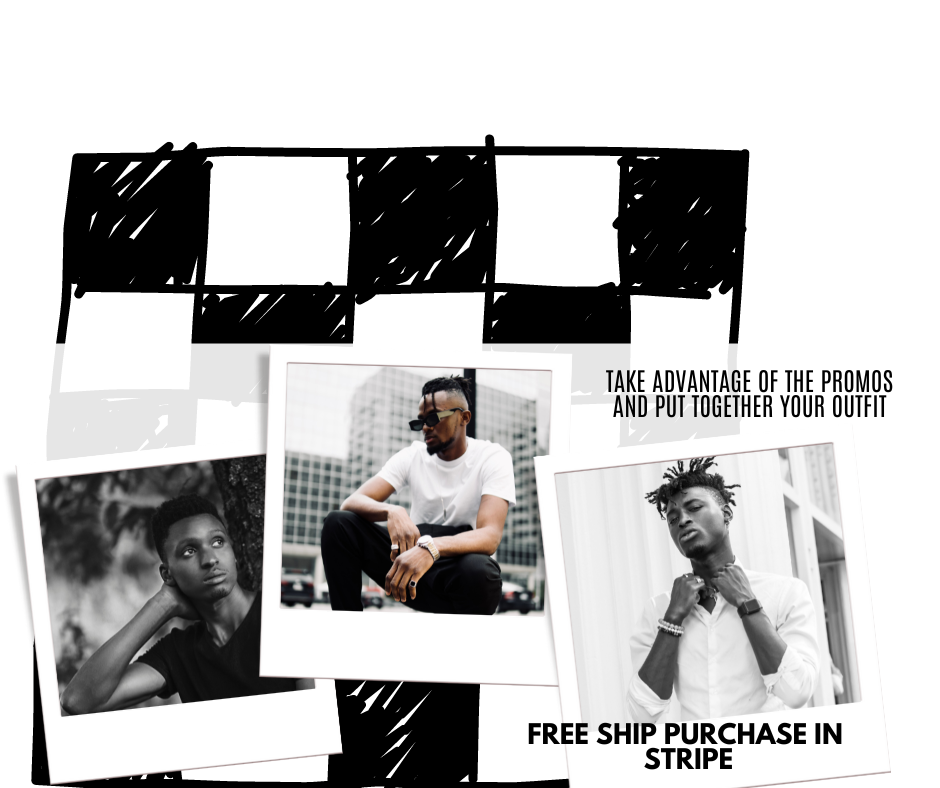 TAKE ADVANTAGE OF THE PROMOS
AND PUT TOGETHER YOUR OUTFIT
FREE SHIP PURCHASE IN
STRIPE